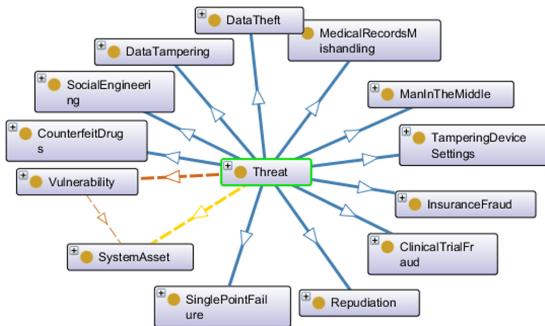 DataTheft
MedicalRecordsM
ishandling
DataTampering
SocialEngineeri
ng
ManInTheMiddle
CounterfeitDrug
s
TamperingDevice
Settings
Threat
Vulnerability
InsuranceFraud
ClinicalTrialFr
aud
SystemAsset
SinglePointFail
ure
Repudiation